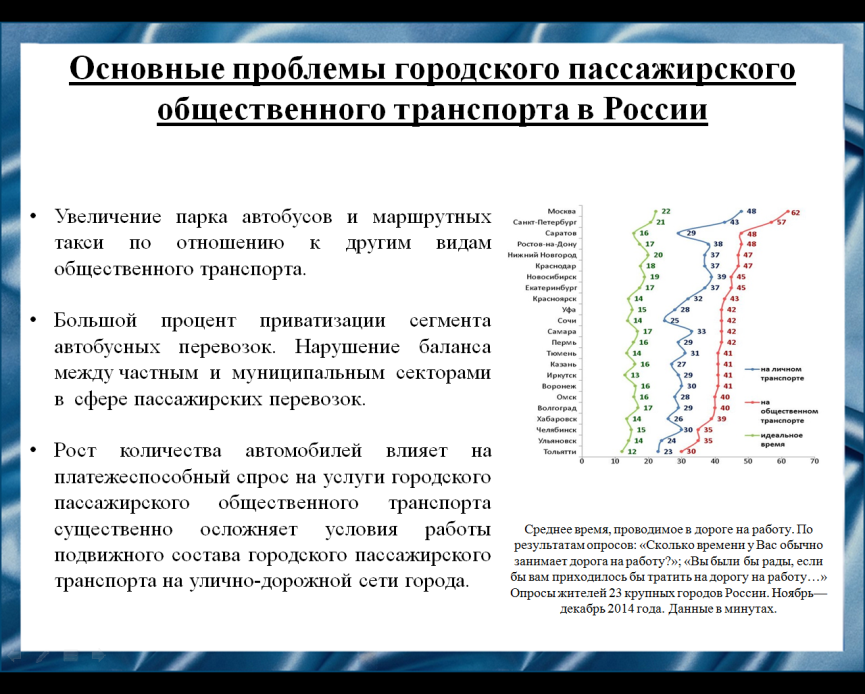 Основные проблемы городского пассажирского
общественного транспорта в России
• Увеличение парка автобусов и маршрутных
такси по отношению к другим видам
общественного транспорта.
• Большой процент приватизации сегмента
автобусных перевозок. Нарушение баланса
между частным и муниципальным секторами
в сфере пассажирских перевозок.
• Рост количества автомобилей влияет на
платежеспособный спрос на услуги городского
пассажирского общественного транспорта
существенно осложняет условия работы
подвижного состава городского пассажирского
транспорта на улично-дорожной сети города.
Москва 22 48 62
Санкт-Петербург 21 43 57
Саратов 16 29 48
Ростов-на-Дону 17 38 48
Нижний Новгород 20 37 47
Краснодар 18 37 47
Новосибирск 19 39 45
Екатеринбург 17 37 45
Красноярск 14 32 43
Уфа 15 28 42
Сочи 14 25 42
Самара 17 33 42
Пермь 16 29 42
Тюмень 14 31 41
Казань 16 27 41
Иркутск 13 29 41
Воронеж 16 30 41
Омск 16 28 40
Волгоград 17 29 40
Хабаровск 14 26 39
Челябинск 15 30 35
Ульяновск 14 24 35
Тольятти 12 23 30
0 10 20 30 40 50 60 70
на личном
транспорте
на
общественном
транспорте
идеальное
время
Среднее время, проводимое в дороге на работу. По
результатам опросов: «Сколько времени у Вас обычно
занимает дорога на работу?»; «Вы были бы рады, если
бы вам приходилось бы тратить на дорогу на работу…»
Опросы жителей 23 крупных городов России. Ноябрь—
декабрь 2014 года. Данные в минутах.